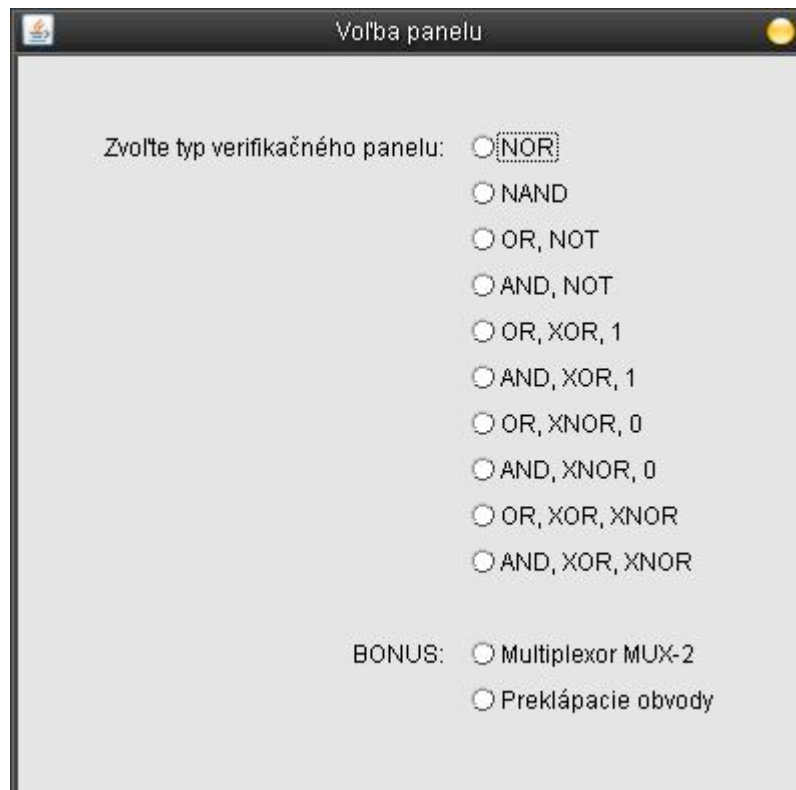 Voľba panelu
Zvoľte typ verifikačného panelu: NOR
NAND
OR, NOT
AND, NOT
OR, XOR, 1
AND, XOR, 1
OR, XNOR, 0
AND, XNOR, 0
OR, XOR, XNOR
AND, XOR, XNOR
BONUS: Multiplexor MUX-2
Preklápacie obvody